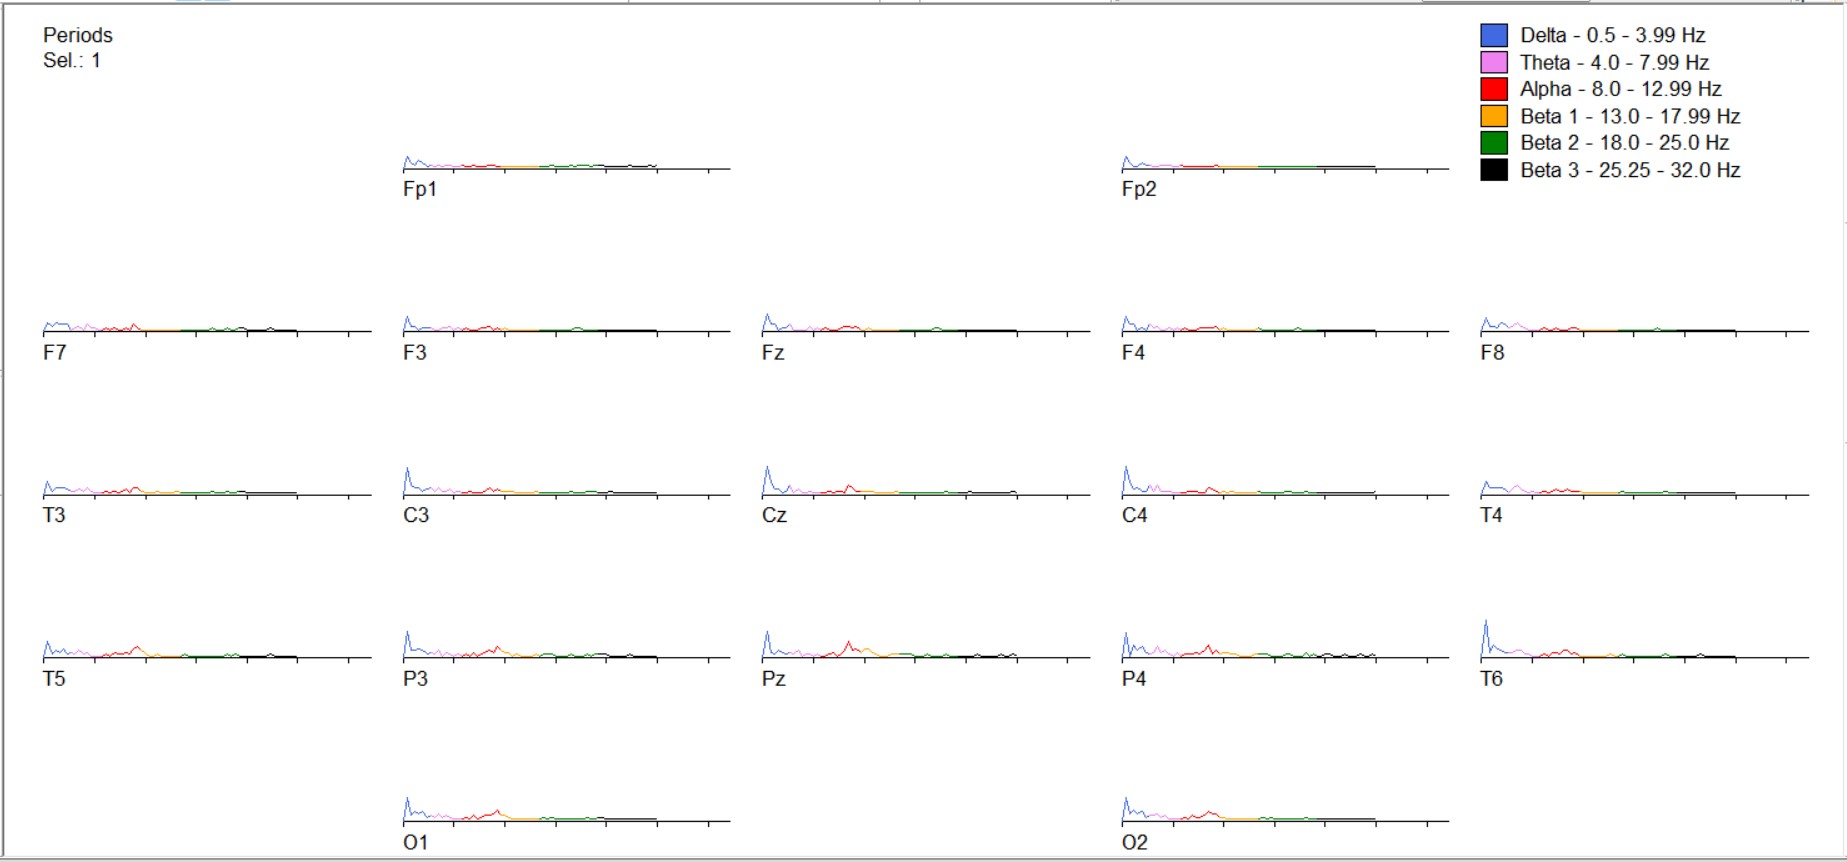 Periods
Sel.: 1
Delta - 0.5 - 3.99 Hz
Theta - 4.0 - 7.99 Hz
Alpha - 8.0 - 12.99 Hz
Beta 1 - 13.0 - 17.99 Hz
Beta 2 - 18.0 - 25.0 Hz
Beta 3 - 25.25 - 32.0 Hz
Fp1
Fp2
F7
F3
Fz
F4
F8
T3
C3
Cz
C4
T4
T5
P3
Pz
P4
T6
O1
O2